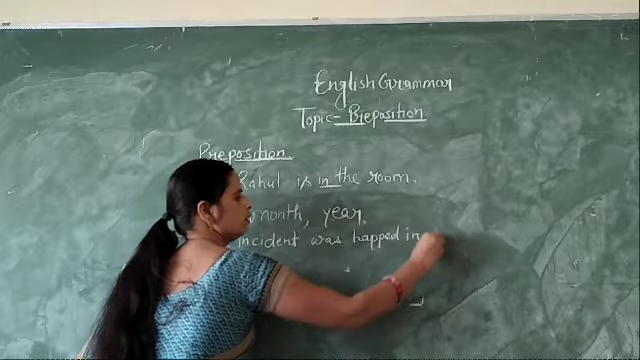 English Grammar
Topic- Preposition
Preposition.
Rahul is in the room.
month, year.
incident was happed in